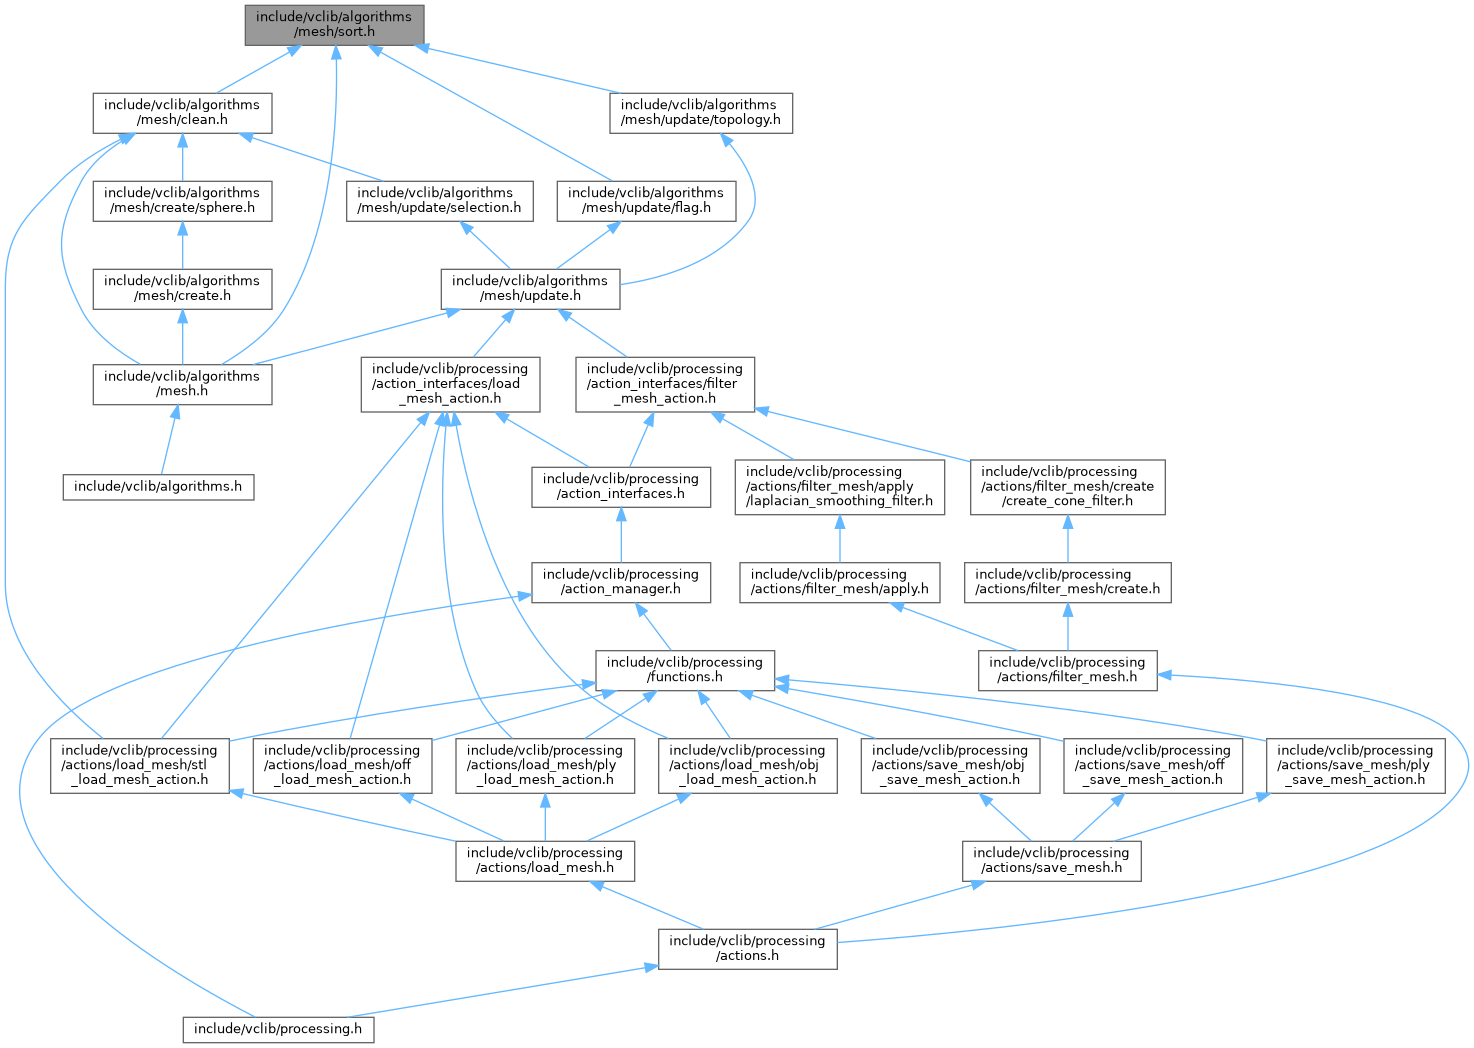 include/vclib/algorithms
/mesh/sort.h
include/vclib/algorithms
/mesh/clean.h
include/vclib/algorithms
/mesh/update/topology.h
include/vclib/algorithms
/mesh/create/sphere.h
include/vclib/algorithms
/mesh/update/selection.h
include/vclib/algorithms
/mesh/update/flag.h
include/vclib/algorithms
/mesh/create.h
include/vclib/algorithms
/mesh/update.h
include/vclib/algorithms
/mesh.h
include/vclib/processing
/action_interfaces/load
_mesh_action.h
include/vclib/processing
/action_interfaces/filter
_mesh_action.h
include/vclib/algorithms.h
include/vclib/processing
/action_interfaces.h
include/vclib/processing
/actions/filter_mesh/apply
/laplacian_smoothing_filter.h
include/vclib/processing
/actions/filter_mesh/create
/create_cone_filter.h
include/vclib/processing
/action_manager.h
include/vclib/processing
/actions/filter_mesh/apply.h
include/vclib/processing
/actions/filter_mesh/create.h
include/vclib/processing
/functions.h
include/vclib/processing
/actions/filter_mesh.h
include/vclib/processing
/actions/load_mesh/stl
_load_mesh_action.h
include/vclib/processing
/actions/load_mesh/off
_load_mesh_action.h
include/vclib/processing
/actions/load_mesh/ply
_load_mesh_action.h
include/vclib/processing
/actions/load_mesh/obj
_load_mesh_action.h
include/vclib/processing
/actions/save_mesh/obj
_save_mesh_action.h
include/vclib/processing
/actions/save_mesh/off
_save_mesh_action.h
include/vclib/processing
/actions/save_mesh/ply
_save_mesh_action.h
include/vclib/processing
/actions/load_mesh.h
include/vclib/processing
/actions/save_mesh.h
include/vclib/processing
/actions.h
include/vclib/processing.h